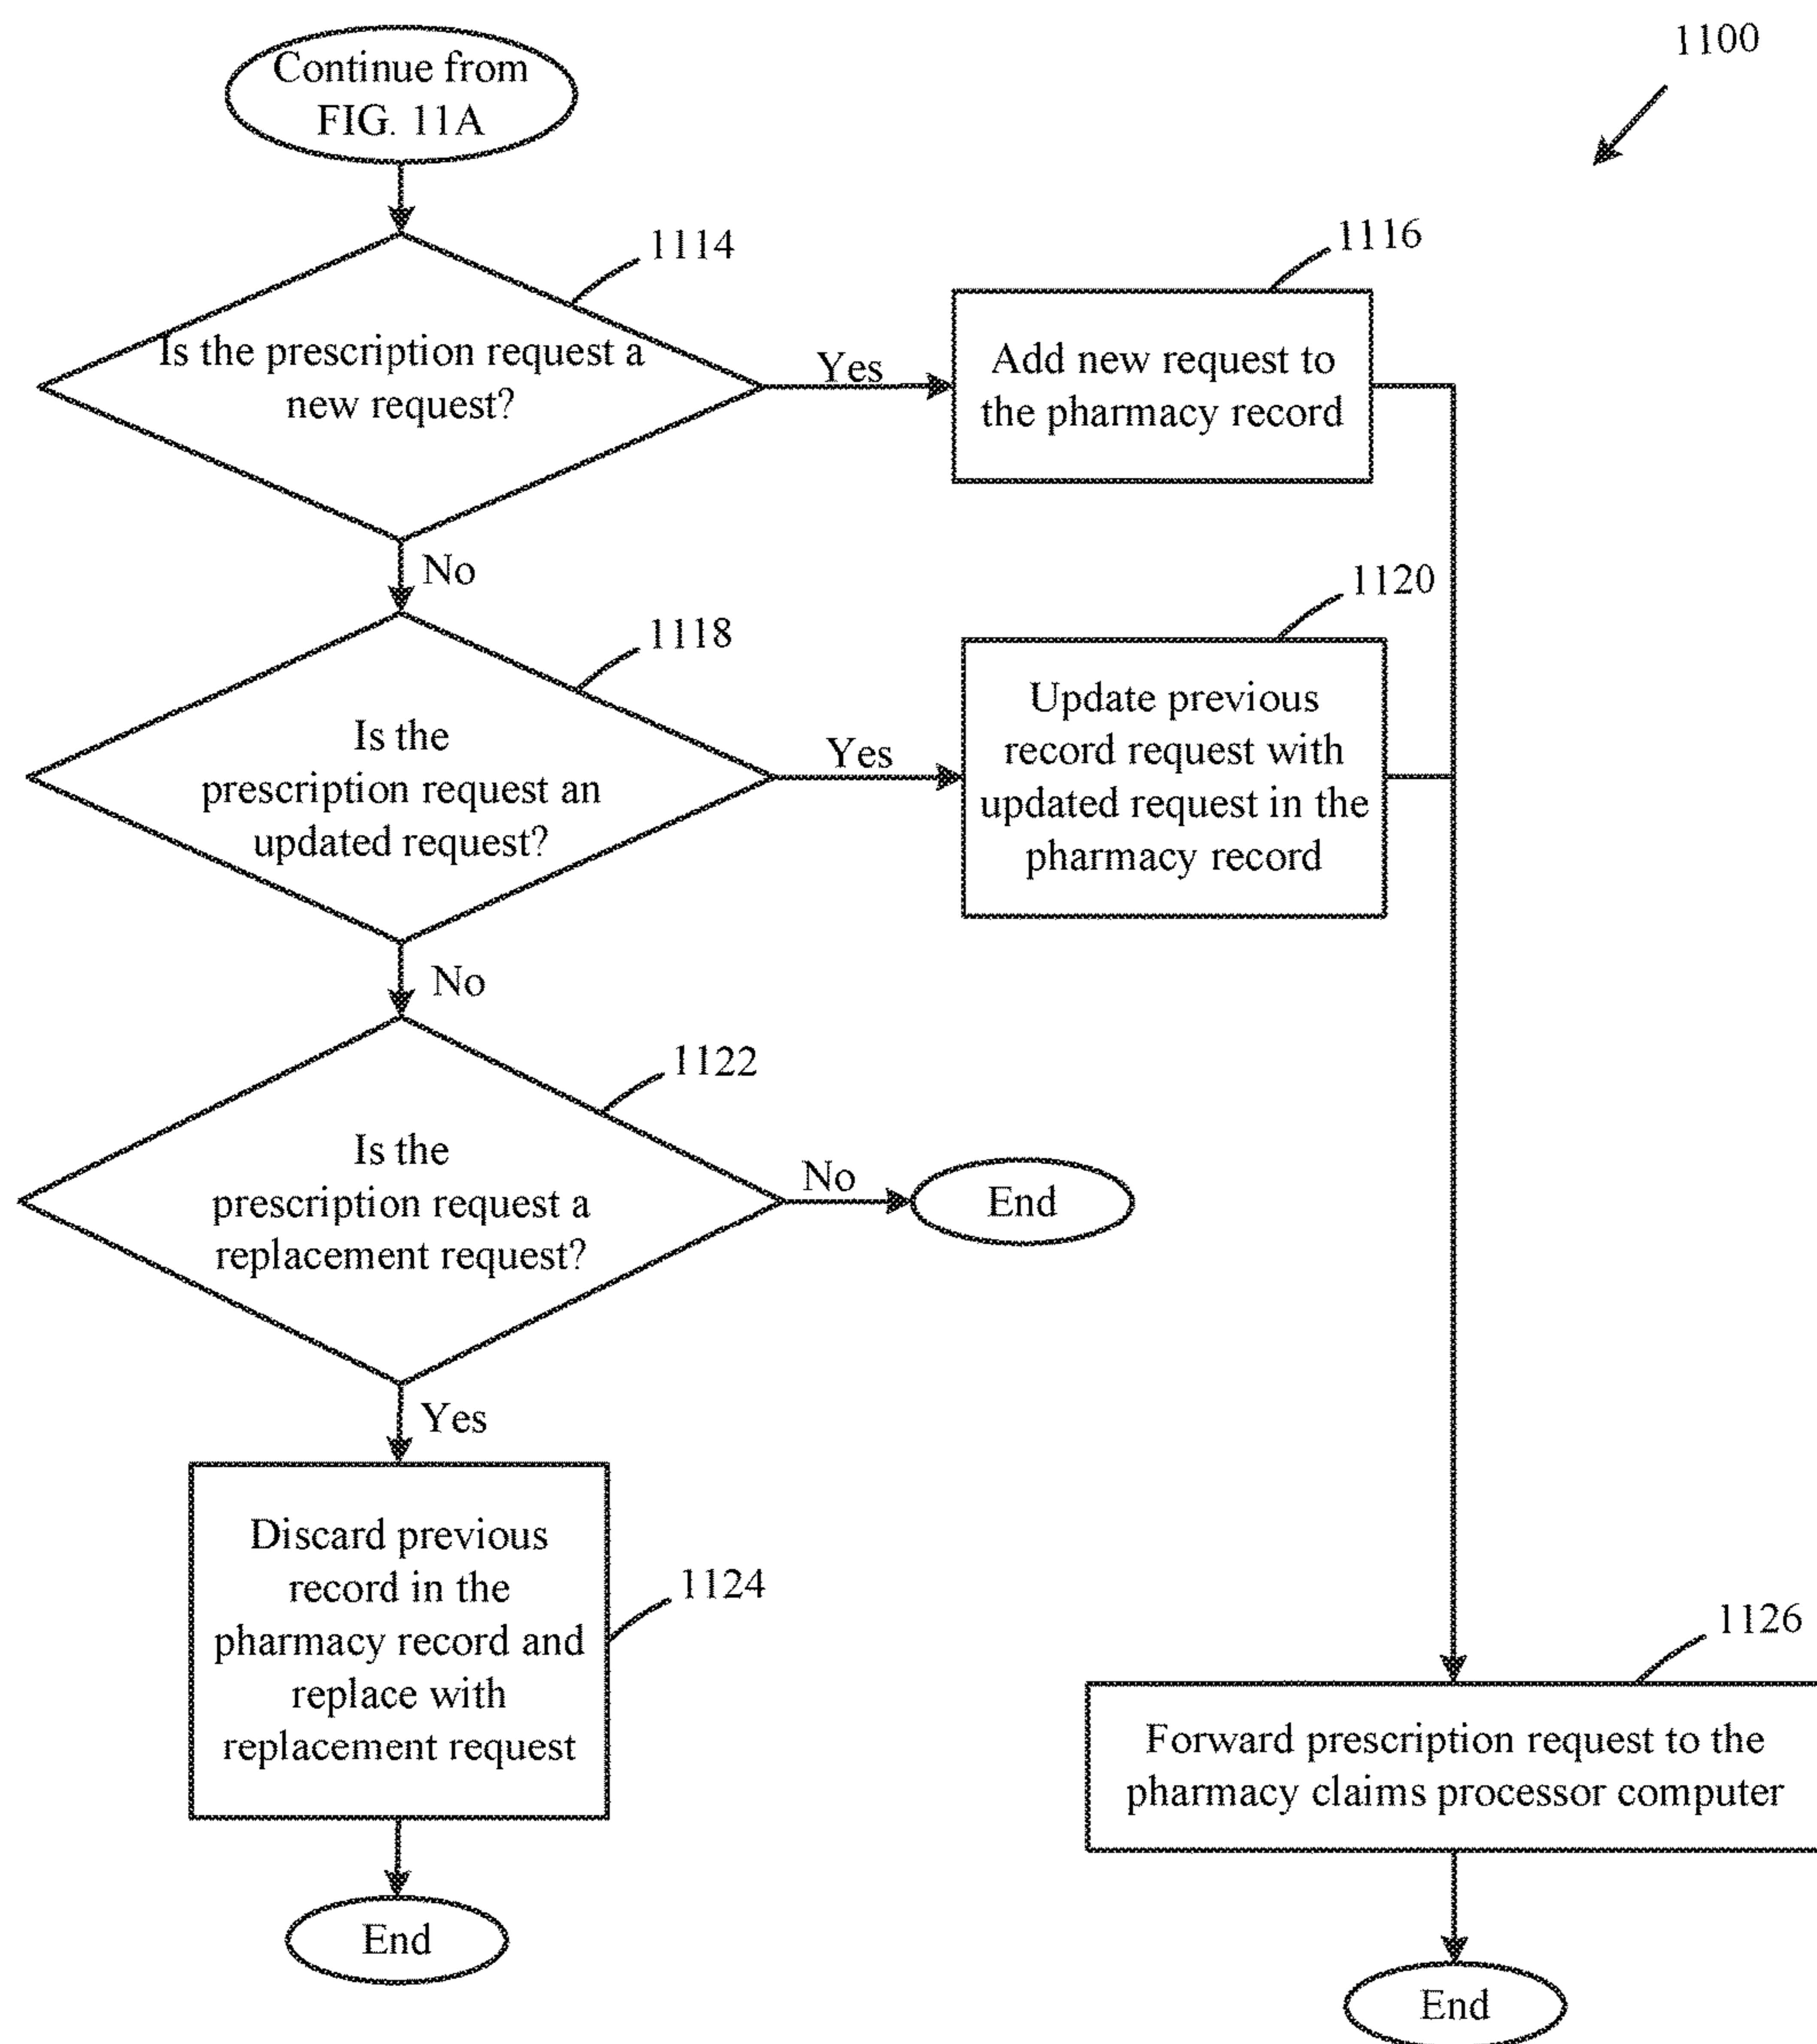 Continue from
FIG. 11A
1100
1114
Is the prescription request a
new request?
Yes
1116
Add new request to
the pharmacy record
No
1118
Is the
prescription request an
updated request?
Yes
1120
Update previous
record request with
updated request in the
pharmacy record
No
1122
Is the
prescription request a
replacement request?
No
End
Yes
Discard previous
record in the
pharmacy record and
replace with
replacement request
1124
End
1126
Forward prescription request to the
pharmacy claims processor computer
End